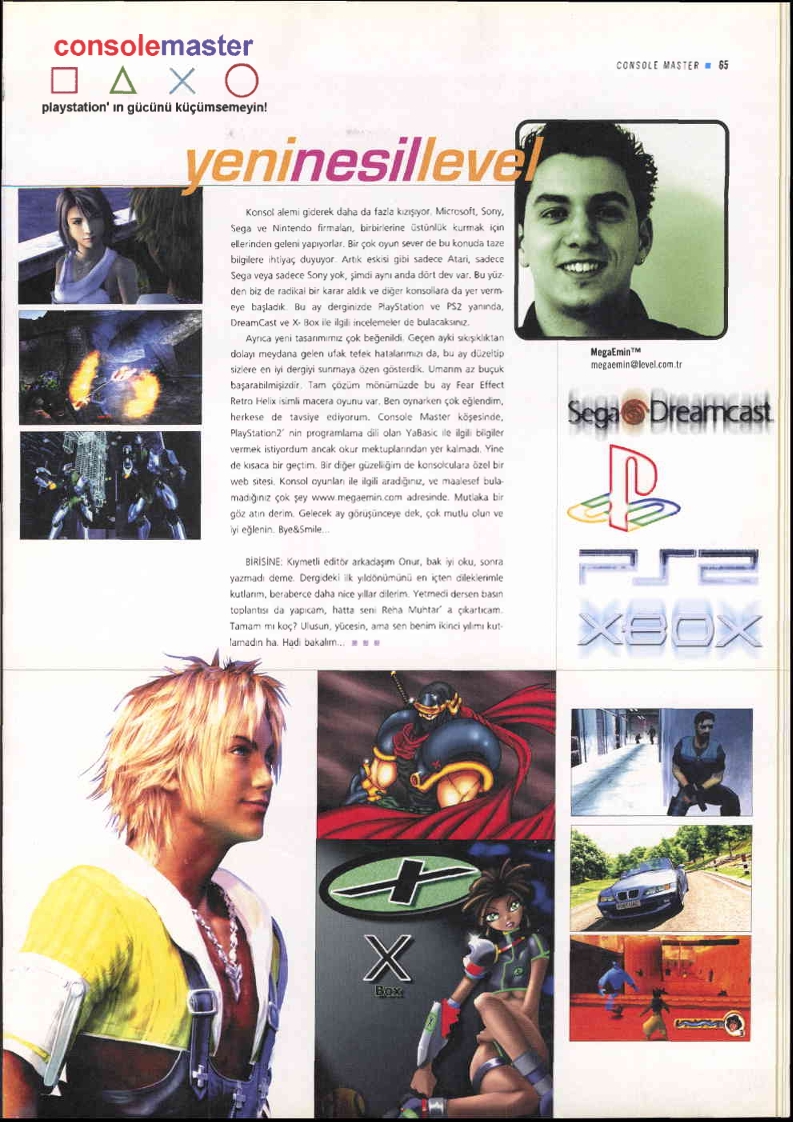 consolemaster
playstation' ın gücünü küçümsemeyin!
CONSOLE MASTER ■ 65
yeninesillevel
Konsol alemi giderek daha da fazla kızışıyor. Microsoft, Sony,
Sega ve Nintendo firmaları, birbirlerine üstünlük kurmak için
ellerinden geleni yapıyorlar. Bir çok oyun sever de bu konuda taze
bilgilere ihtiyaç duyuyor. Artık eskisi gibi sadece Atari, sadece
Sega veya sadece Sony yok, şimdi aynı anda dört dev var. Bu yüz-
den biz de radikal bir karar aldık ve diğer konsollara da yer verm-
eye başladık. Bu ay derginizde PlayStation ve PS2 yanında,
DreamCast ve X- Box ile ilgili incelemeler de bulacaksınız.
Ayrıca yeni tasarımımız çok beğenildi. Geçen ayki sıkışıklıktan
dolayı meydana gelen ufak tefek hatalarımızı da, bu ay düzeltip
sizlere en iyi dergiyi sunmaya özen gösterdik. Umarım az buçuk
başarabilmişizdir. Tam çözüm mönümüzde bu ay Fear Effect
Retro Helix isimli macera oyunu var. Ben oynarken çok eğlendim,
herkese de tavsiye ediyorum. Console Master köşesinde,
PlayStation2' nin programlama dili olan YaBasic ile ilgili bilgiler
vermek istiyordum ancak okur mektuplarından yer kalmadı. Yine
de kısaca bir geçtim. Bir diğer güzelliğim de konsolculara özel bir
web sitesi. Konsol oyunları ile ilgili aradığınız, ve maalesef bula-
madığınız çok şey www.megaemin.com adresinde. Mutlaka bir
göz atın derim. Gelecek ay görüşünceye dek, çok mutlu olun ve
iyi eğlenin. Bye&Smile...
BİRİSİNE: Kıymetli editör arkadaşım Onur, bak iyi oku, sonra
yazmadı deme. Dergideki ilk yıldönümünü en içten dileklerimle
kutlarım, beraberce daha nice yıllar dilerim. Yetmedi dersen basın
toplantısı da yapıcam, hatta seni Reha Muhtar' a çıkartıcam.
Tamam mı koç? Ulusun, yücesin, ama sen benim ikinci yılımı kut-
lamadın ha. Hadi bakalım... ■ ■ ■
MegaEmin™
megaemin@level.com.tr
Sega Dreamcast
PS2
XBOX
X
Box